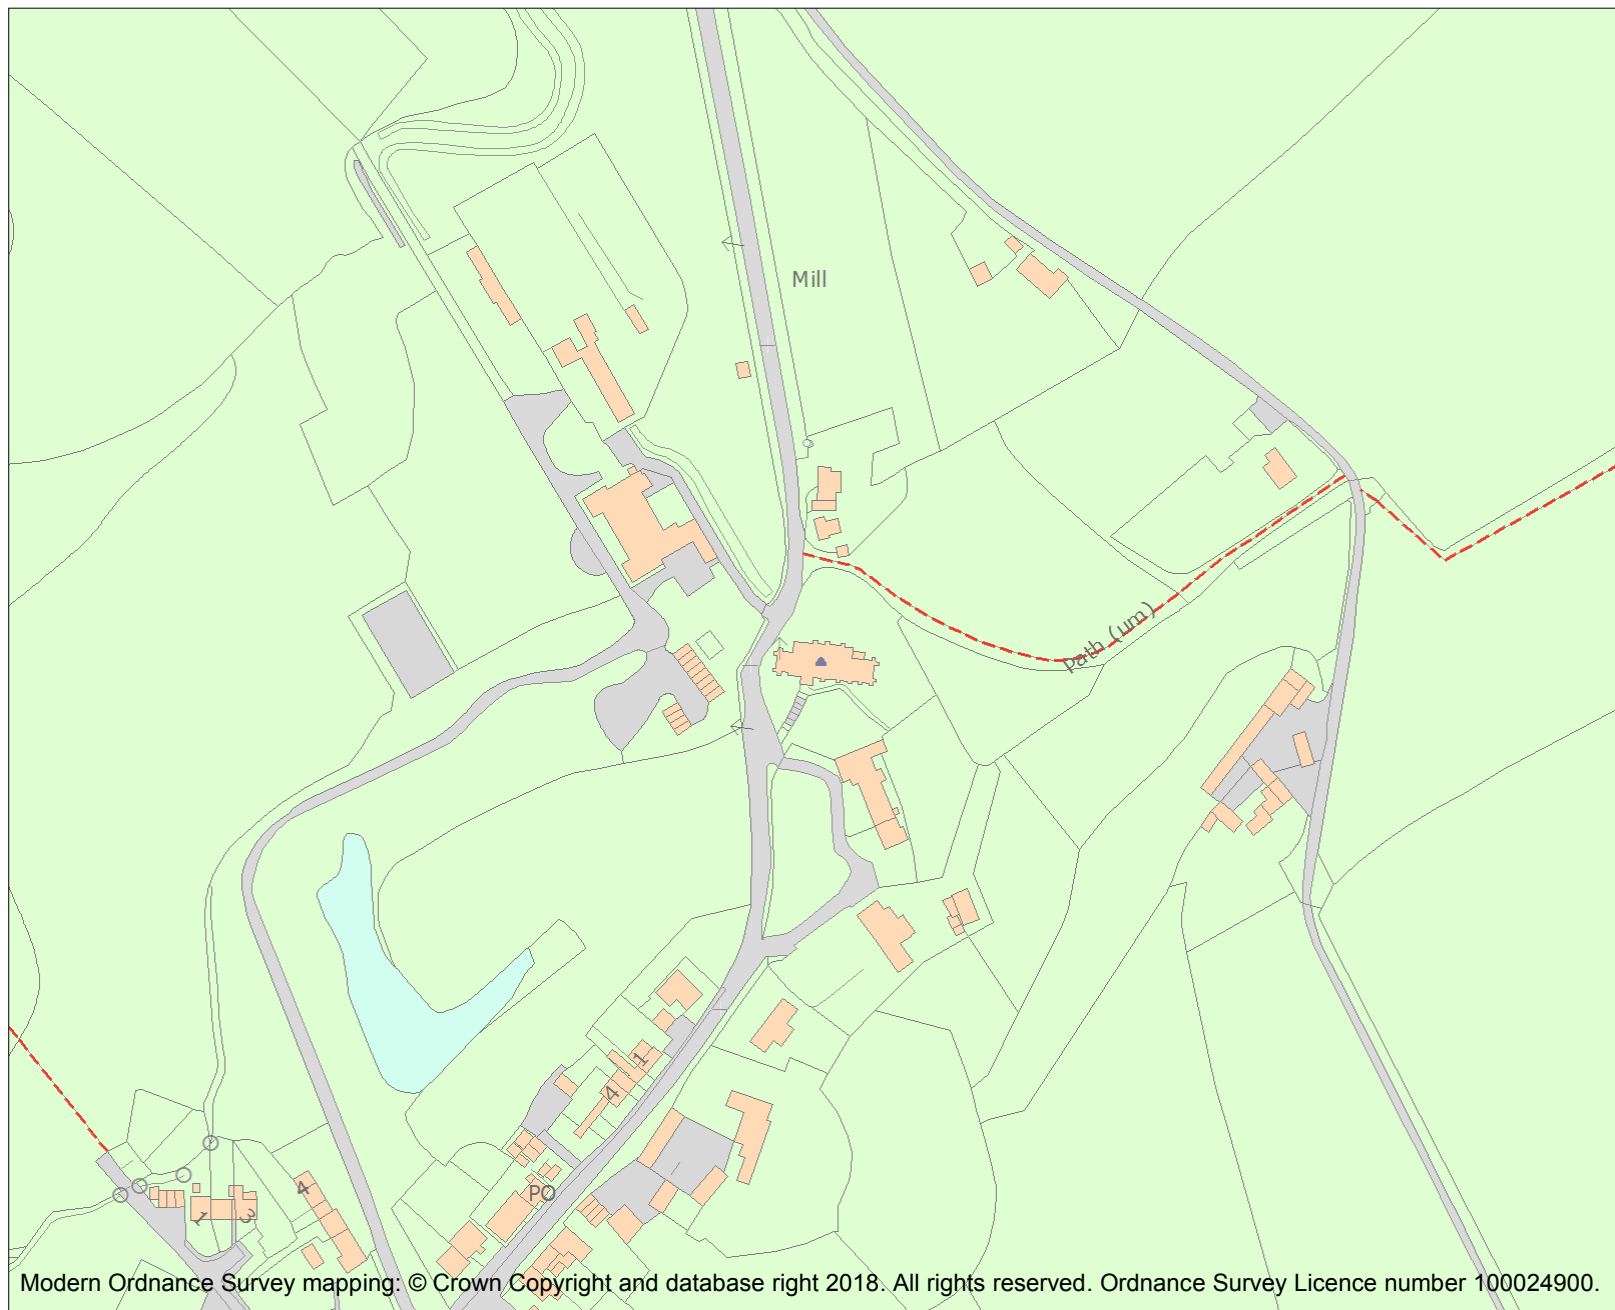 Mill
Path (um)
1
4
4
PO
1
3
Modern Ordnance Survey mapping: © Crown Copyright and database right 2018. All rights reserved. Ordnance Survey Licence number 100024900.